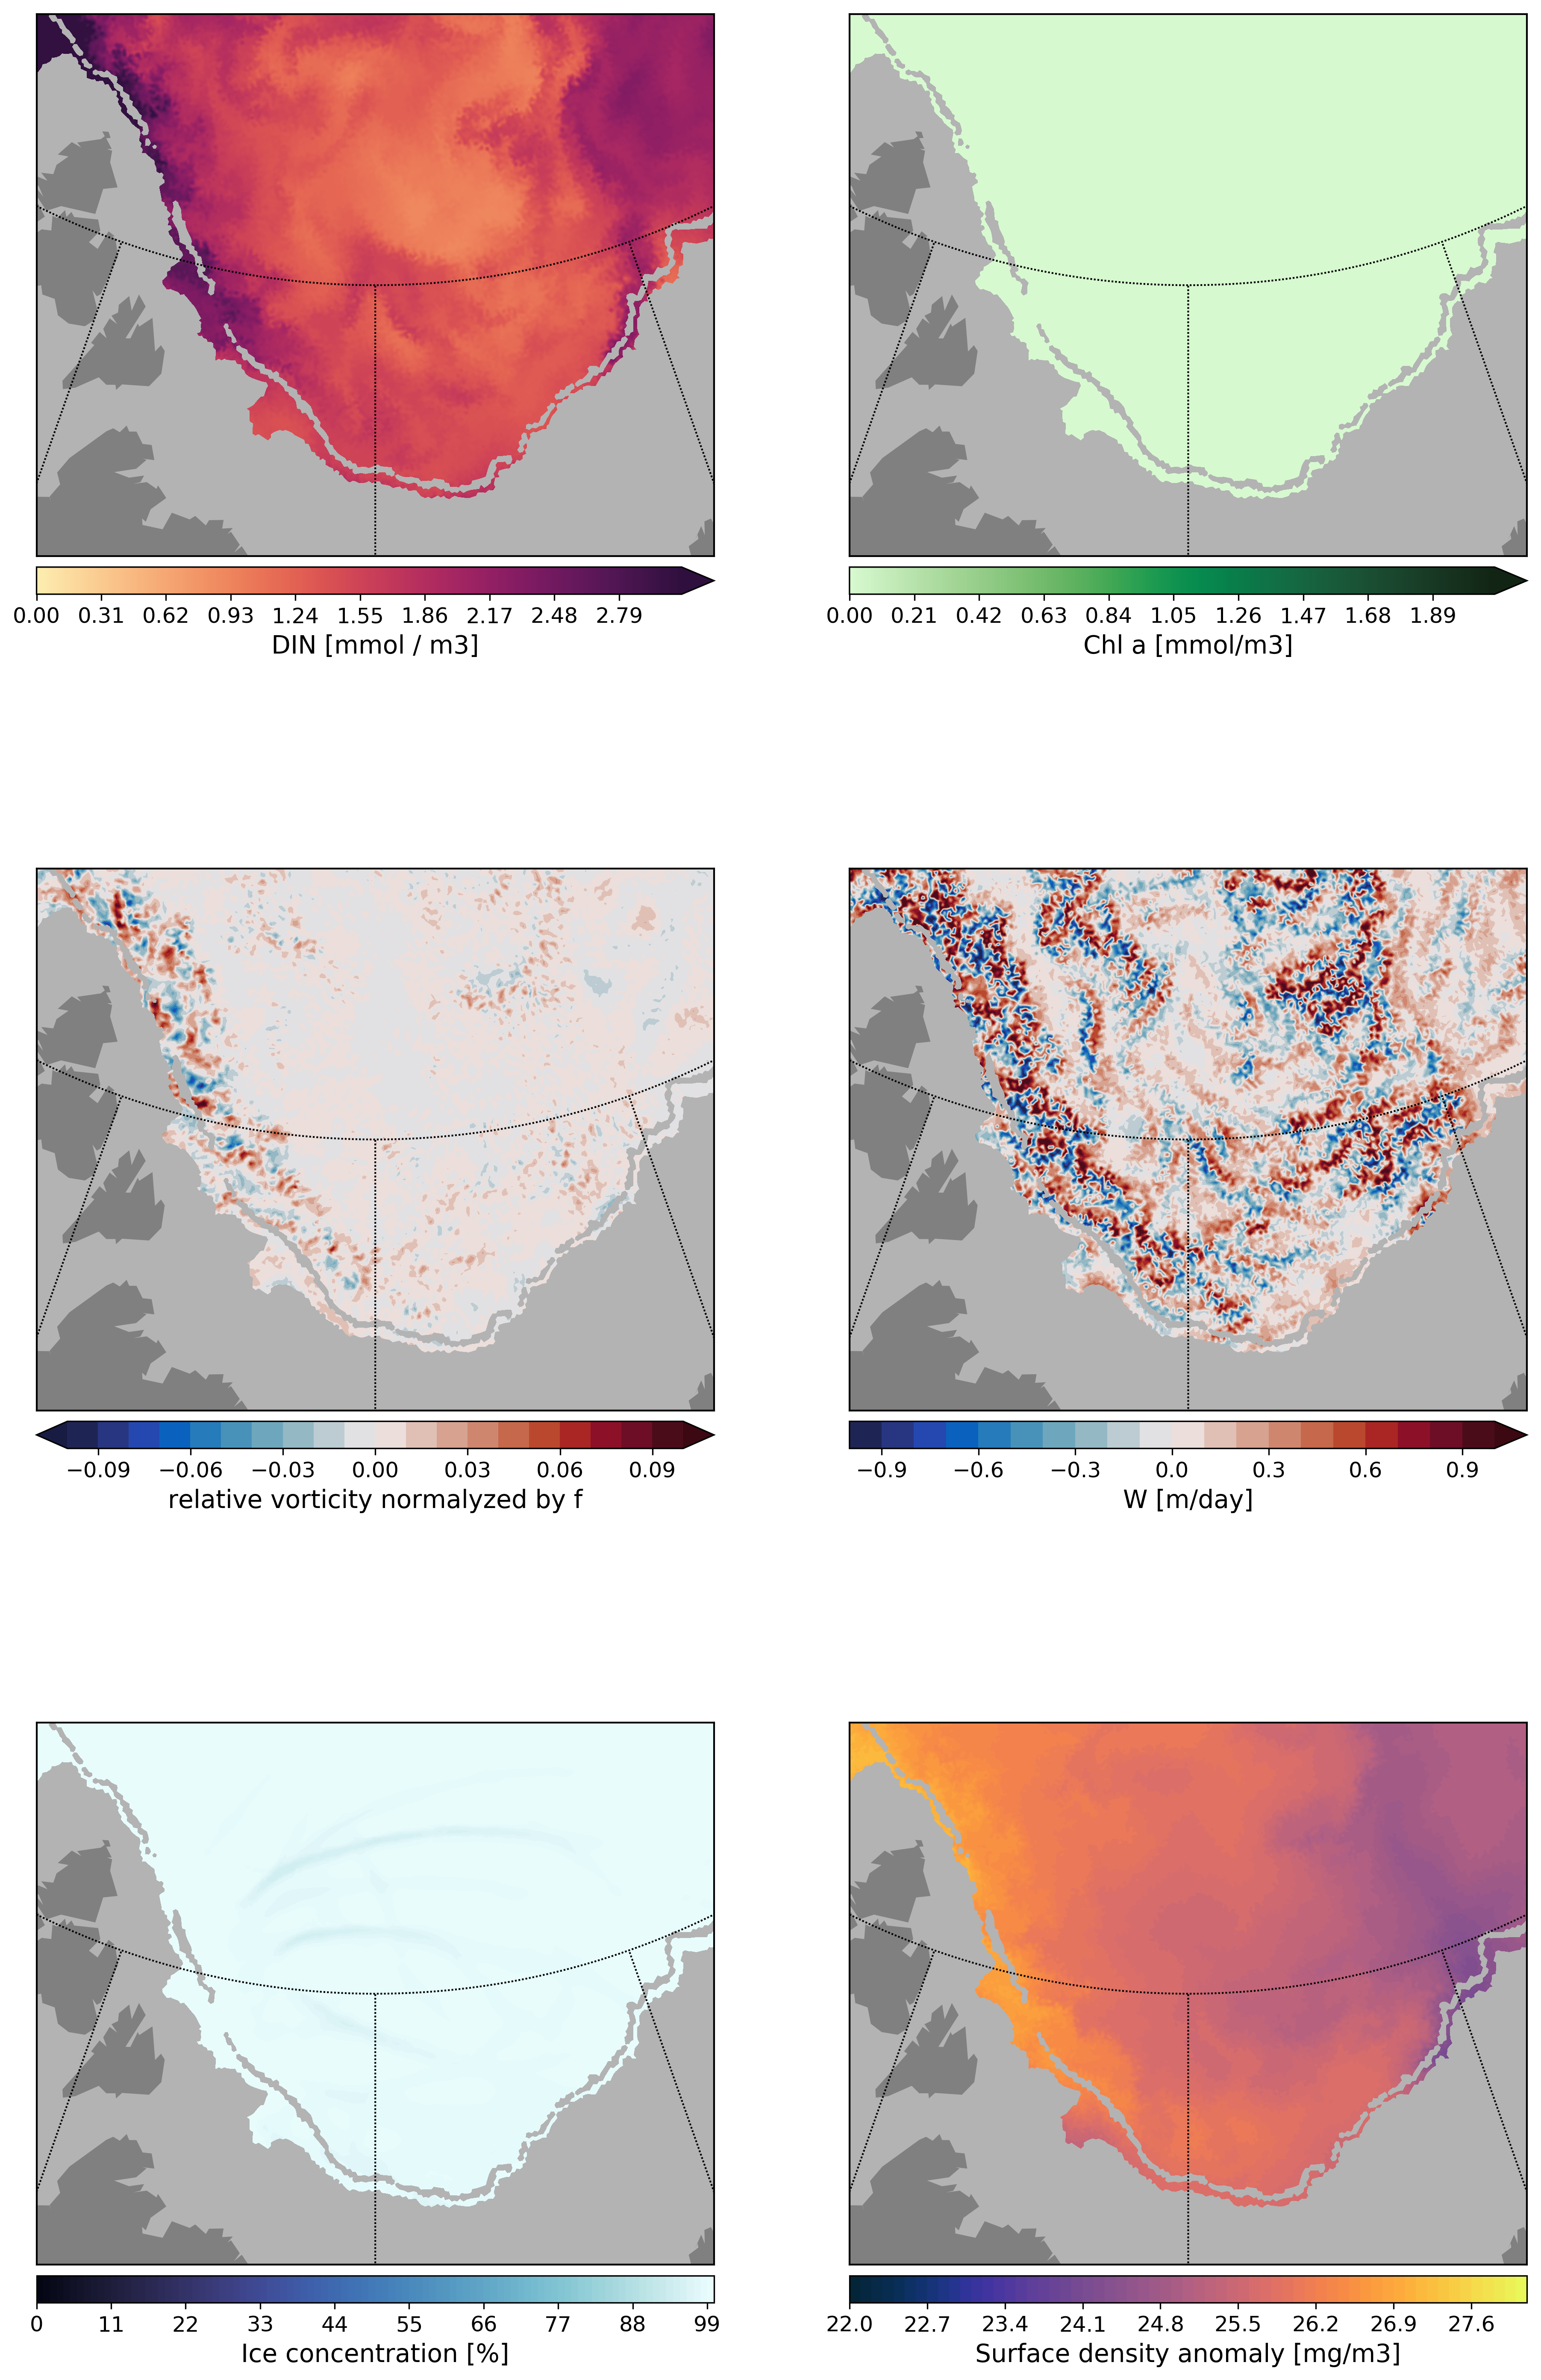 0.00 0.31 0.62 0.93 1.24 1.55 1.86 2.17 2.48 2.79
DIN [mmol / m3]
0.00 0.21 0.42 0.63 0.84 1.05 1.26 1.47 1.68 1.89
Chl a [mmol/m3]
−0.09 −0.06 −0.03 0.00 0.03 0.06 0.09
relative vorticity normalyzed by f
−0.9 −0.6 −0.3 0.0 0.3 0.6 0.9
W [m/day]
0 11 22 33 44 55 66 77 88 99
Ice concentration [%]
22.0 22.7 23.4 24.1 24.8 25.5 26.2 26.9 27.6
Surface density anomaly [mg/m3]